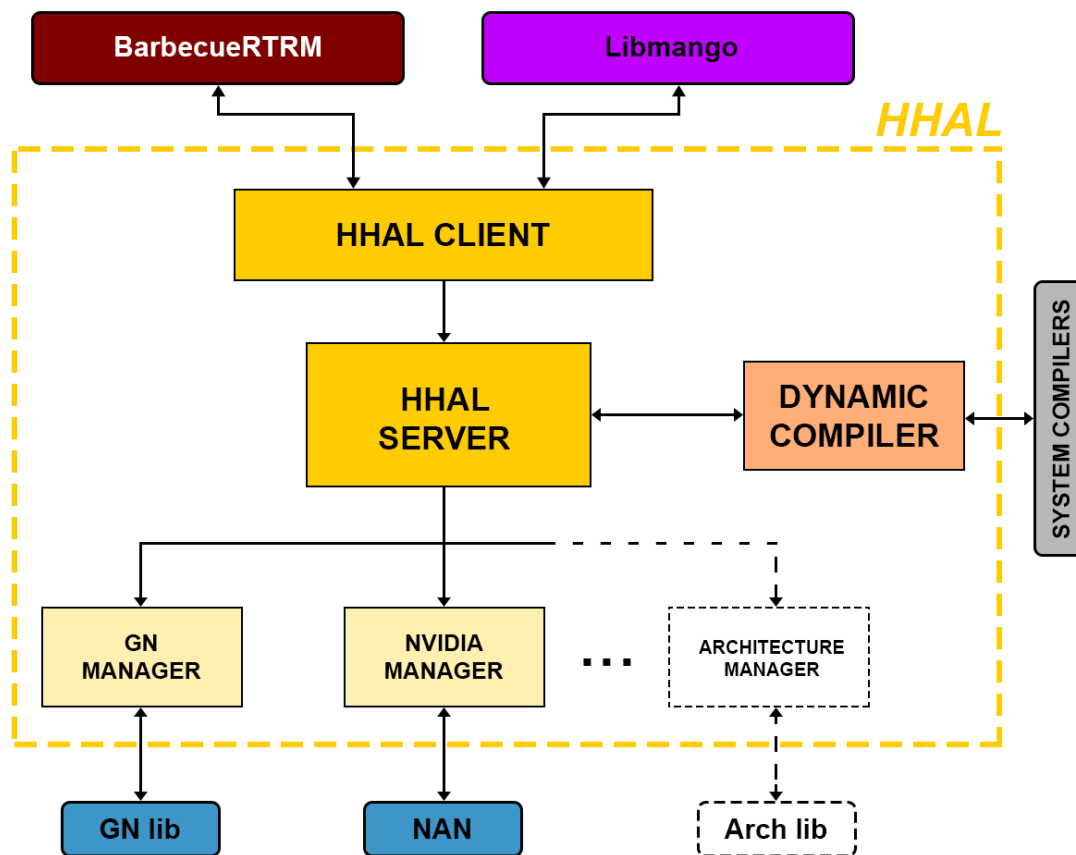 BarbecueRTRM
Libmango
HHAL
HHAL CLIENT
HHAL
SERVER
DYNAMIC
COMPILER
SYSTEM COMPILERS
GN
MANAGER
NVIDIA
MANAGER
...
ARCHITECTURE
MANAGER
GN lib
NAN
Arch lib